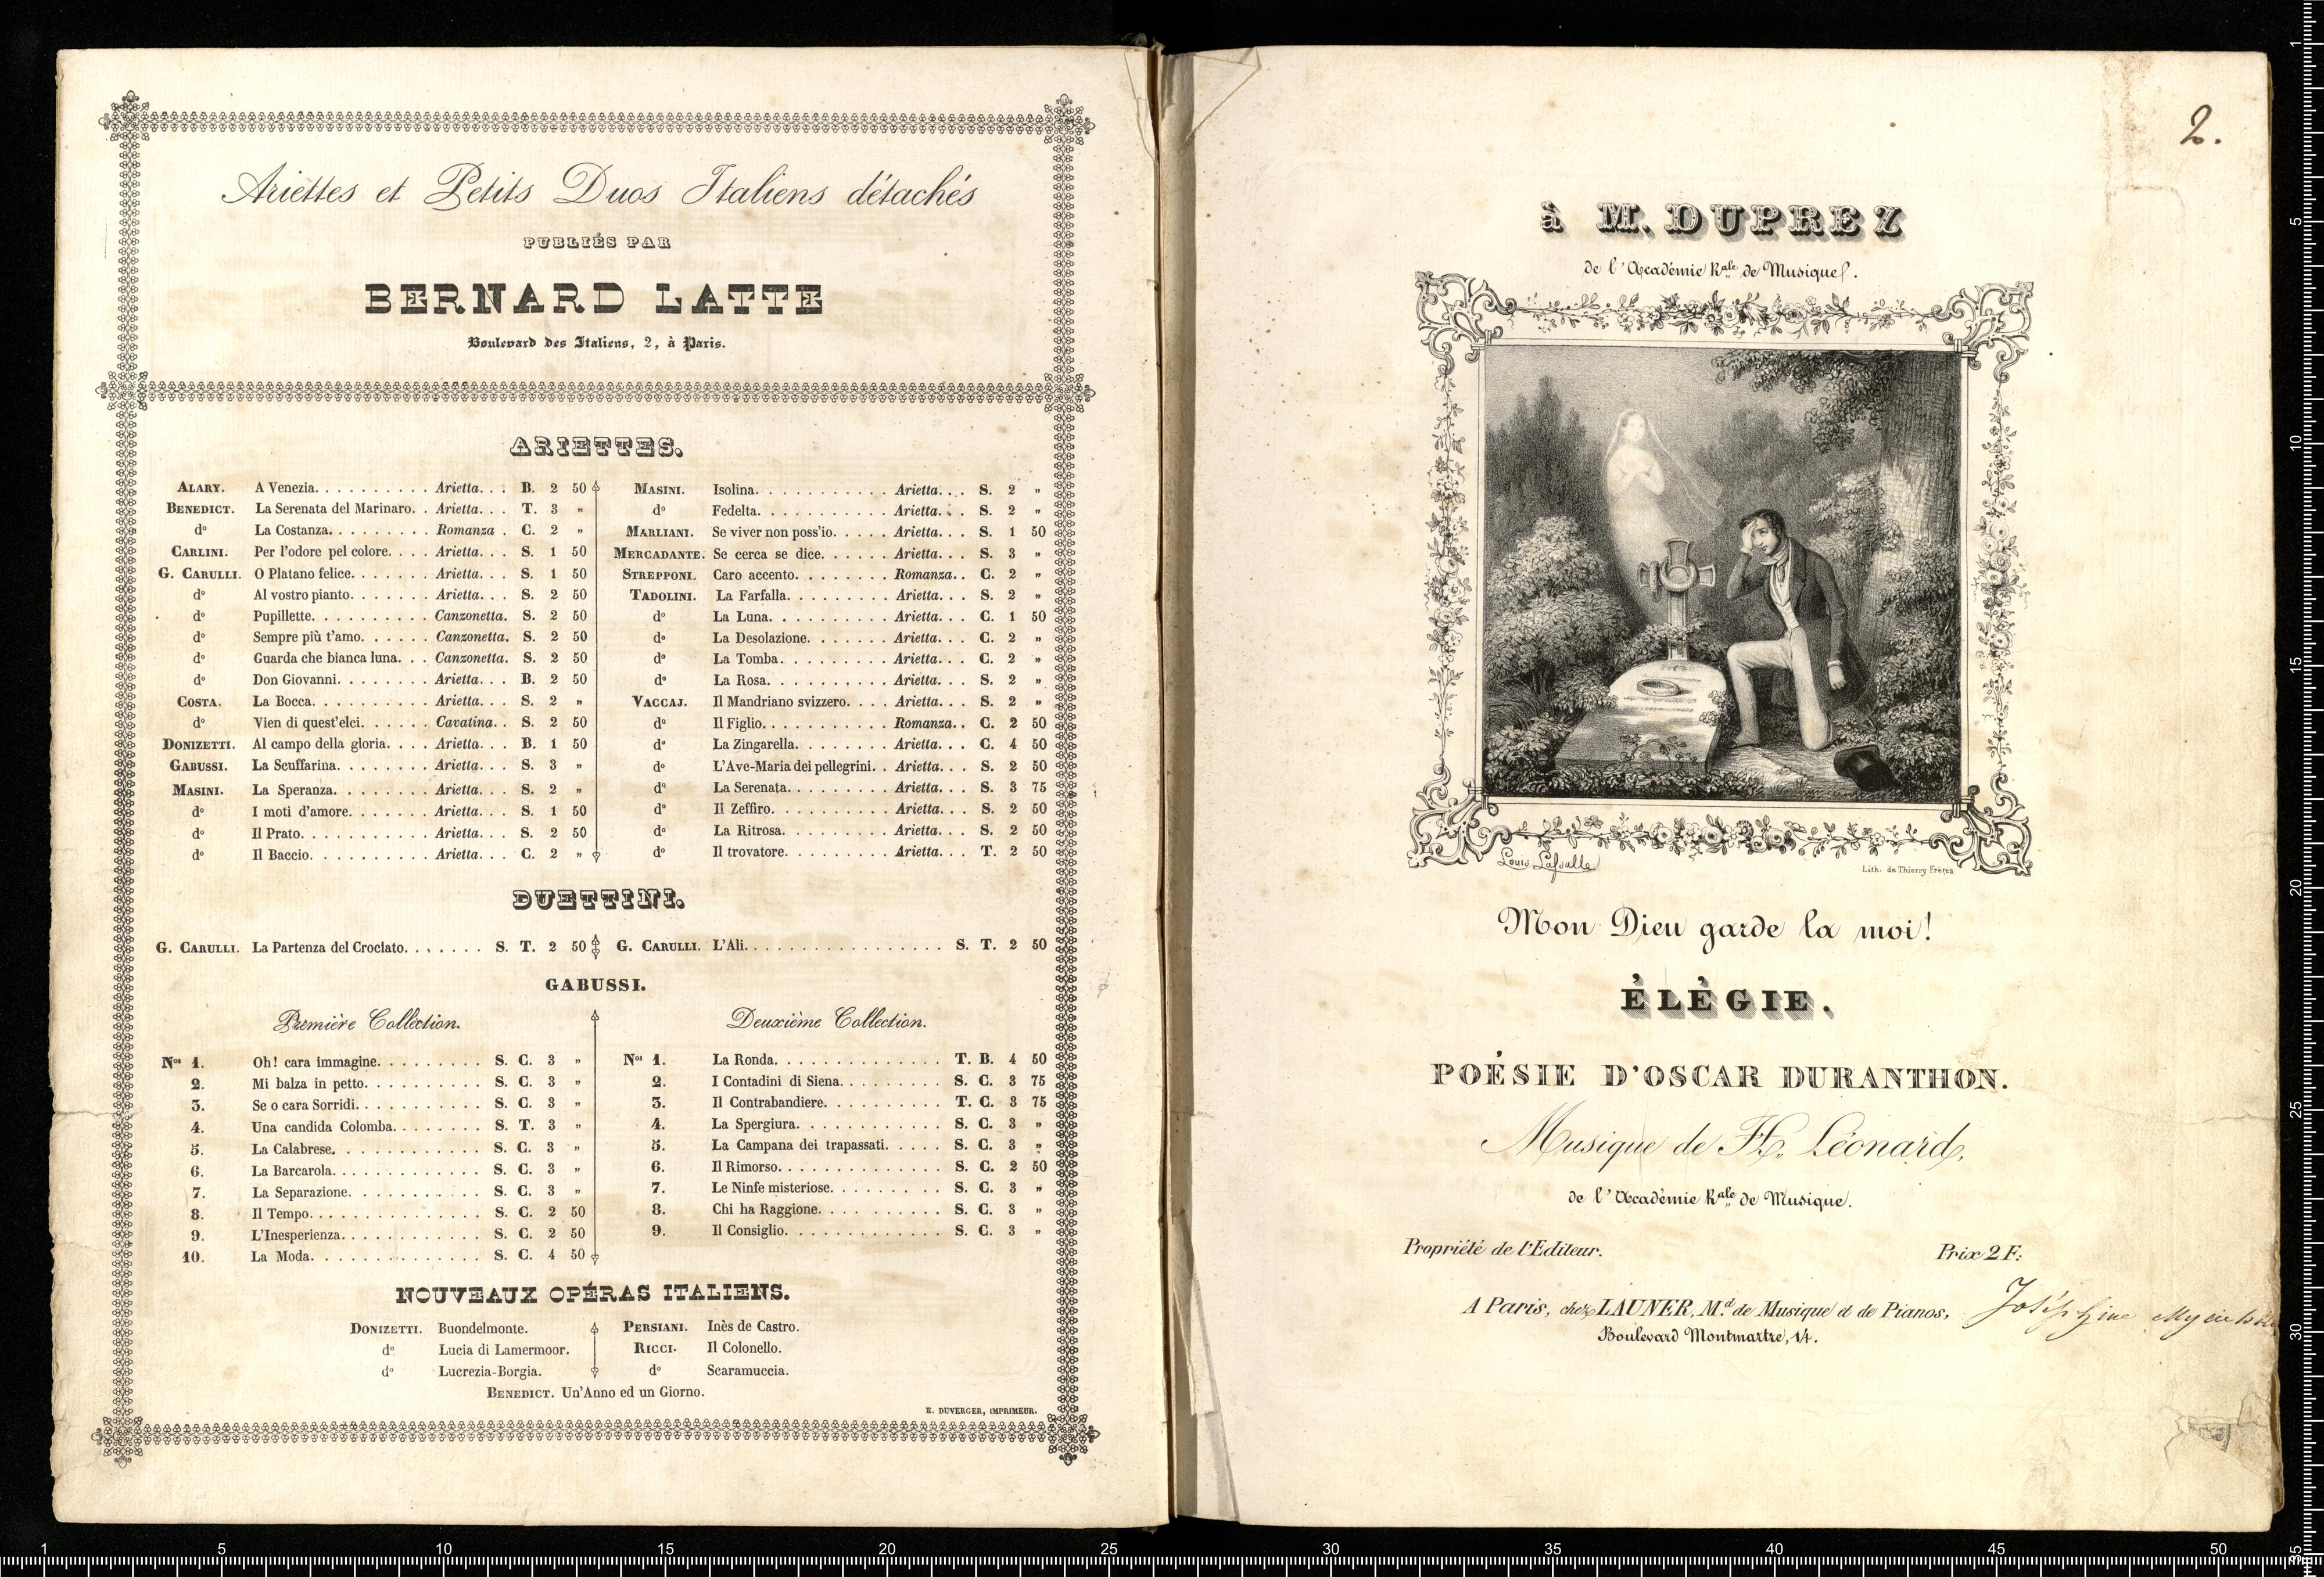 Ariettes et Petits Duos Italiens détachés
PUBLIÉS PAR
BERNARD LATTE
Boulevard des Italiens, 2, à Paris.
ARIETTES.
ALARY. A Venezia. . . . . . . . . . Arietta. . . B. 2 50
BENEDICT. La Serenata del Marinaro. . Arietta. . . T. 3 »
d° La Costanza. . . . . . . . . Romanza . C. 2 »
CARLINI. Per l'odore pel colore. . . . Arietta. . . S. 1 50
G. CARULLI. O Platano felice. . . . . . . Arietta. . . S. 1 50
d° Al vostro pianto. . . . . . . Arietta. . . S. 2 50
d° Pupillette. . . . . . . . . . Canzonetta. S. 2 50
d° Sempre più t'amo. . . . . . Canzonetta. S. 2 50
d° Guarda che bianca luna. . . Canzonetta. S. 2 50
d° Don Giovanni. . . . . . . . Arietta. . . B. 2 50
COSTA. La Bocca. . . . . . . . . . Arietta. . . S. 2 »
d° Vien di quest'elci. . . . . . Cavatina. . S. 2 50
DONIZETTI. Al campo della gloria. . . . Arietta. . . B. 1 50
GABUSSI. La Scuffarina. . . . . . . . Arietta. . . S. 3 »
MASINI. La Speranza. . . . . . . . Arietta. . . S. 2 »
d° I moti d'amore. . . . . . . Arietta. . . S. 1 50
d° Il Prato. . . . . . . . . . . Arietta. . . S. 2 50
d° Il Baccio. . . . . . . . . . Arietta. . . C. 2 »
MASINI. Isolina. . . . . . . . . . . Arietta. . . S. 2 »
d° Fedelta. . . . . . . . . . . Arietta. . . S. 2 »
MARLIANI. Se viver non poss'io. . . . . Arietta. . . S. 1 50
MERCADANTE. Se cerca se dice. . . . . . Arietta. . . S. 3 »
STREPPONI. Caro accento. . . . . . . . Romanza. . C. 2 »
TADOLINI. La Farfalla. . . . . . . . . Arietta. . . S. 2 »
d° La Luna. . . . . . . . . . Arietta. . . C. 1 50
d° La Desolazione. . . . . . . Arietta. . . C. 2 »
d° La Tomba. . . . . . . . . Arietta. . . C. 2 »
d° La Rosa. . . . . . . . . . Arietta. . . S. 2 »
VACCAJ. Il Mandriano svizzero. . . . Arietta. . . S. 2 »
d° Il Figlio. . . . . . . . . . . Romanza. . C. 2 50
d° La Zingarella. . . . . . . . Arietta. . . C. 4 50
d° L'Ave-Maria dei pellegrini. . Arietta. . . S. 2 50
d° La Serenata. . . . . . . . . Arietta. . . S. 3 75
d° Il Zeffiro. . . . . . . . . . Arietta. . . S. 2 50
d° La Ritrosa. . . . . . . . . Arietta. . . S. 2 50
d° Il trovatore. . . . . . . . . Arietta. . . T. 2 50
DUETTINI.
G. CARULLI. La Partenza del Crociato. . . . . . . S. T. 2 50
G. CARULLI. L'Ali. . . . . . . . . . . . . . . . . S. T. 2 50
GABUSSI.
Première Collection.
Nos 1. Oh! cara immagine. . . . . . . . . S. C. 3 »
2. Mi balza in petto. . . . . . . . . . S. C. 3 »
3. Se o cara Sorridi. . . . . . . . . . S. C. 3 »
4. Una candida Colomba. . . . . . . S. T. 3 »
5. La Calabrese. . . . . . . . . . . . S. C. 3 »
6. La Barcarola. . . . . . . . . . . . S. C. 3 »
7. La Separazione. . . . . . . . . . . S. C. 3 »
8. Il Tempo. . . . . . . . . . . . . . S. C. 2 50
9. L'Inesperienza. . . . . . . . . . . S. C. 2 50
10. La Moda. . . . . . . . . . . . . . S. C. 4 50
Deuxième Collection.
Nos 1. La Ronda. . . . . . . . . . . . . . T. B. 4 50
2. I Contadini di Siena. . . . . . . . . S. C. 3 75
3. Il Contrabandiere. . . . . . . . . . T. C. 3 75
4. La Spergiura. . . . . . . . . . . . S. C. 3 »
5. La Campana dei trapassati. . . . . S. C. 3 »
6. Il Rimorso. . . . . . . . . . . . . S. C. 2 50
7. Le Ninfe misteriose. . . . . . . . . S. C. 3 »
8. Chi ha Raggione. . . . . . . . . . S. C. 3 »
9. Il Consiglio. . . . . . . . . . . . . S. C. 3 »
NOUVEAUX OPÉRAS ITALIENS.
DONIZETTI. Buondelmonte.
d° Lucia di Lamermoor.
d° Lucrezia-Borgia.
PERSIANI. Inès de Castro.
RICCI. Il Colonello.
d° Scaramuccia.
BENEDICT. Un'Anno ed un Giorno.
E. DUVERGER, IMPRIMEUR.
2.
à M. DUPREZ
de l'Académie Rale de Musique.
Louis Lassalle
Lith. de Thierry Frères
Mon Dieu garde la moi!
ÉLÉGIE.
POÉSIE D'OSCAR DURANTHON.
Musique de H. Léonard,
de l'Académie Rale de Musique.
Propriété de l'Editeur. Prix 2 F.
A Paris, chez LAUNER, Md de Musique et de Pianos,
Boulevard Montmartre, 14.
Joséphine